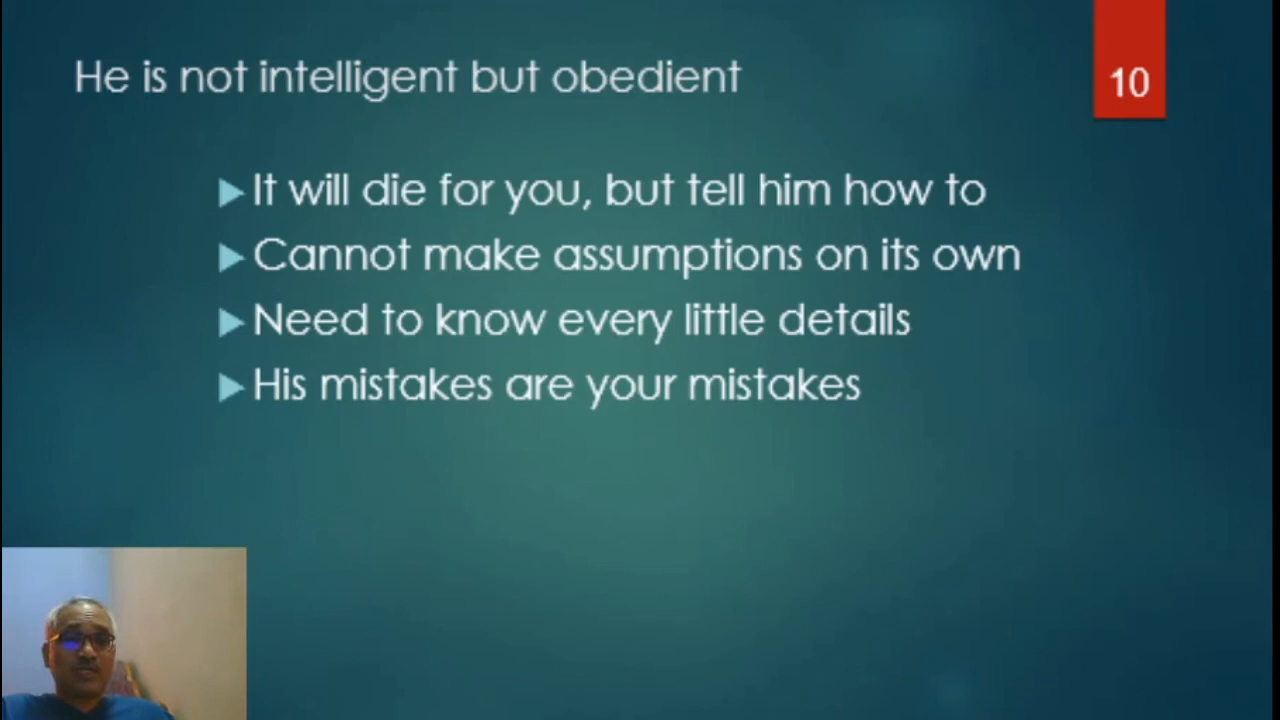 He is not intelligent but obedient
10
It will die for you, but tell him how to
Cannot make assumptions on its own
Need to know every little details
His mistakes are your mistakes